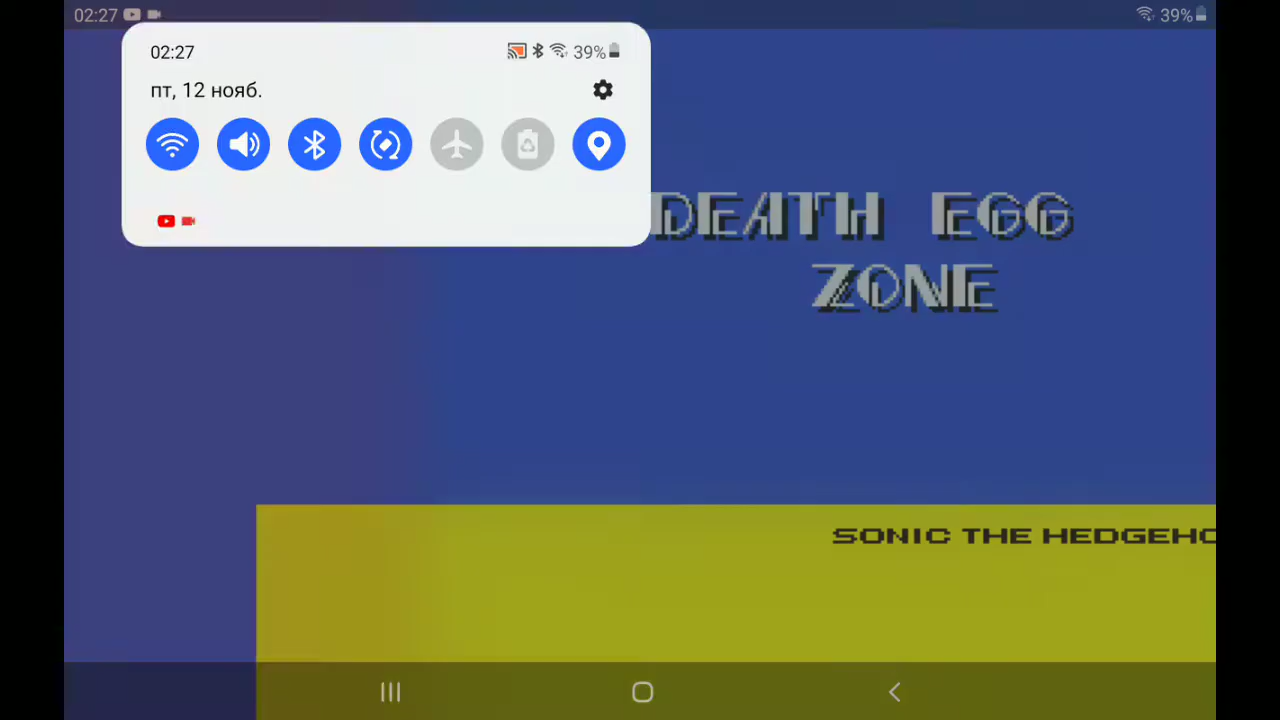 02:27
39%
02:27
39%
пт, 12 нояб.
DEATH EGG
ZONE
SONIC THE HEDGEHO